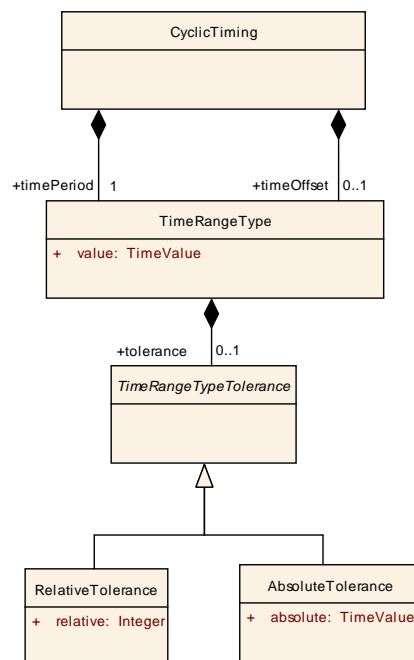 CyclicTiming
+timePeriod 1
+timeOffset 0..1
TimeRangeType
+ value: TimeValue
+tolerance 0..1
TimeRangeTypeTolerance
RelativeTolerance
+ relative: Integer
AbsoluteTolerance
+ absolute: TimeValue